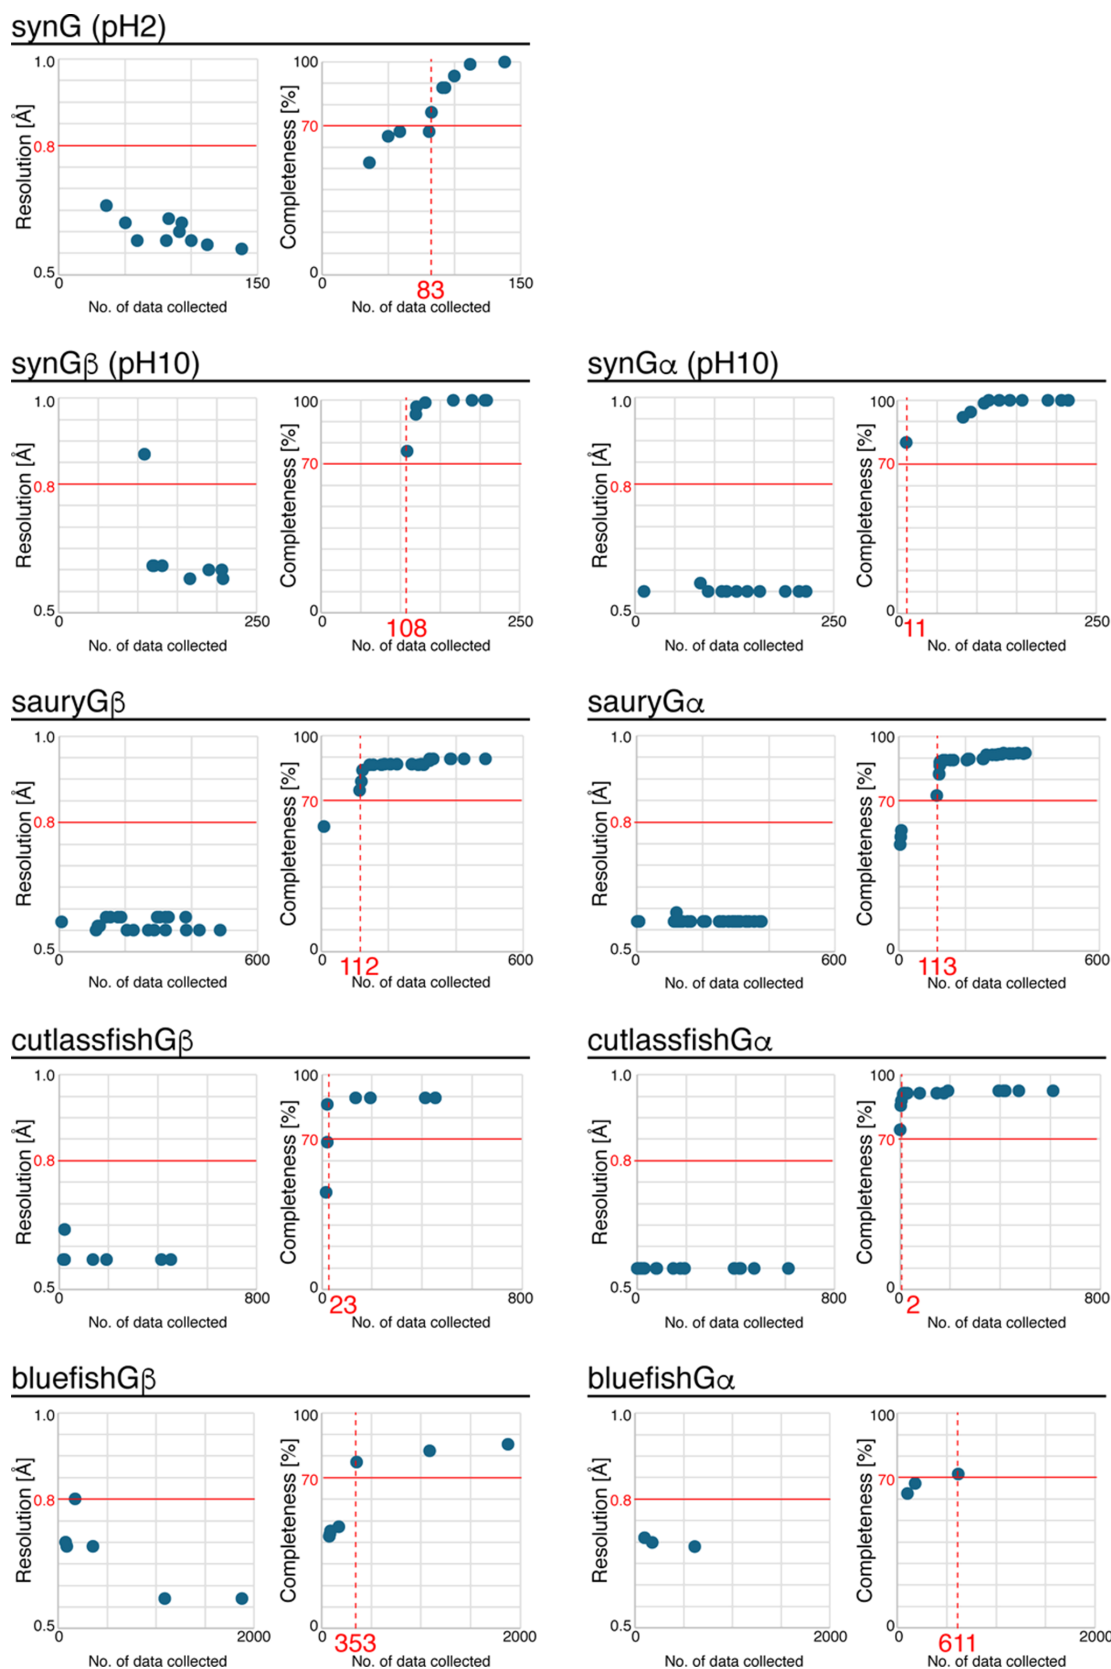 synG (pH2)
1.0
0.8
0.5
Resolution [Å]
0
150
No. of data collected
100
70
0
Completeness [%]
0
83
150
No. of data collected
synGβ (pH10)
1.0
0.8
0.5
Resolution [Å]
0
250
No. of data collected
100
70
0
Completeness [%]
0
108
250
No. of data collected
synGα (pH10)
1.0
0.8
0.5
Resolution [Å]
0
250
No. of data collected
100
70
0
Completeness [%]
0
11
250
No. of data collected
sauryGβ
1.0
0.8
0.5
Resolution [Å]
0
600
No. of data collected
100
70
0
Completeness [%]
0
112
600
No. of data collected
sauryGα
1.0
0.8
0.5
Resolution [Å]
0
600
No. of data collected
100
70
0
Completeness [%]
0
113
600
No. of data collected
cutlassfishGβ
1.0
0.8
0.5
Resolution [Å]
0
800
No. of data collected
100
70
0
Completeness [%]
0
23
800
No. of data collected
cutlassfishGα
1.0
0.8
0.5
Resolution [Å]
0
800
No. of data collected
100
70
0
Completeness [%]
0
2
800
No. of data collected
bluefishGβ
1.0
0.8
0.5
Resolution [Å]
0
2000
No. of data collected
100
70
0
Completeness [%]
0
353
2000
No. of data collected
bluefishGα
1.0
0.8
0.5
Resolution [Å]
0
2000
No. of data collected
100
70
0
Completeness [%]
0
611
2000
No. of data collected